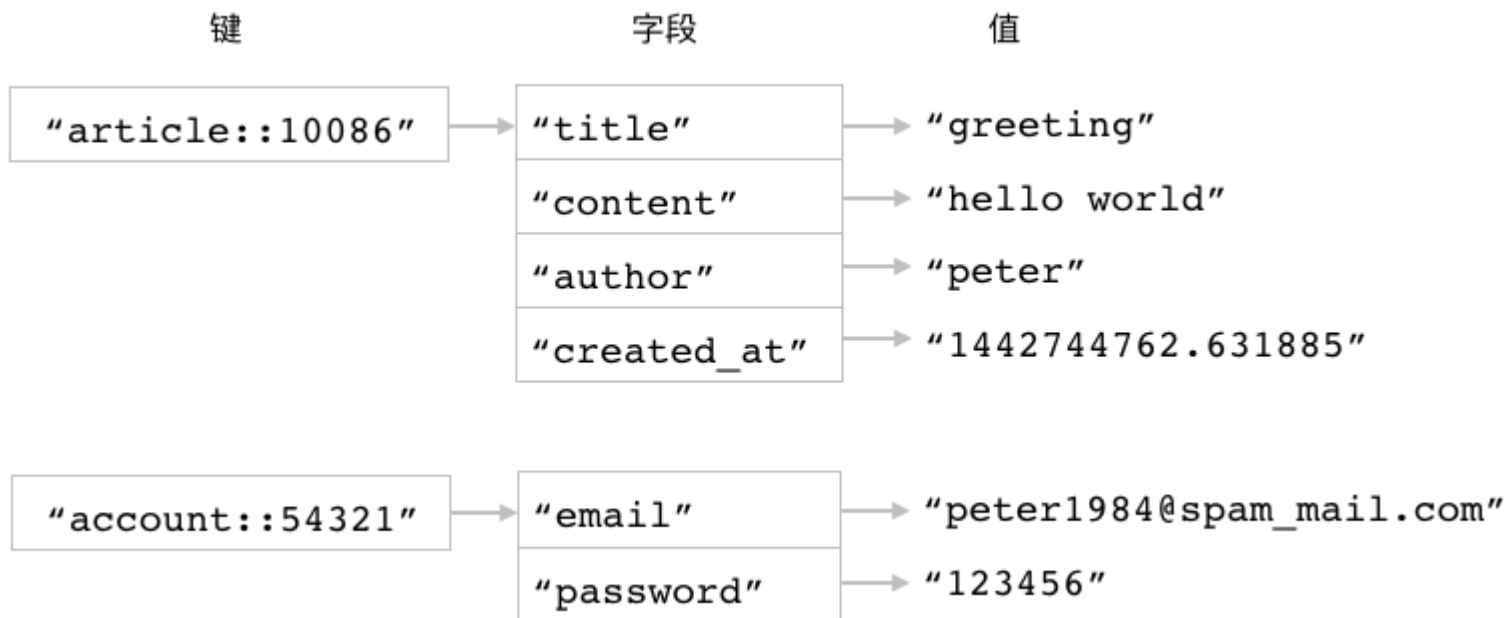 键 字段 值
“article::10086” “title” “greeting”
“content” “hello world”
“author” “peter”
“created_at” “1442744762.631885”
“account::54321” “email” “peter1984@spam_mail.com”
“password” “123456”